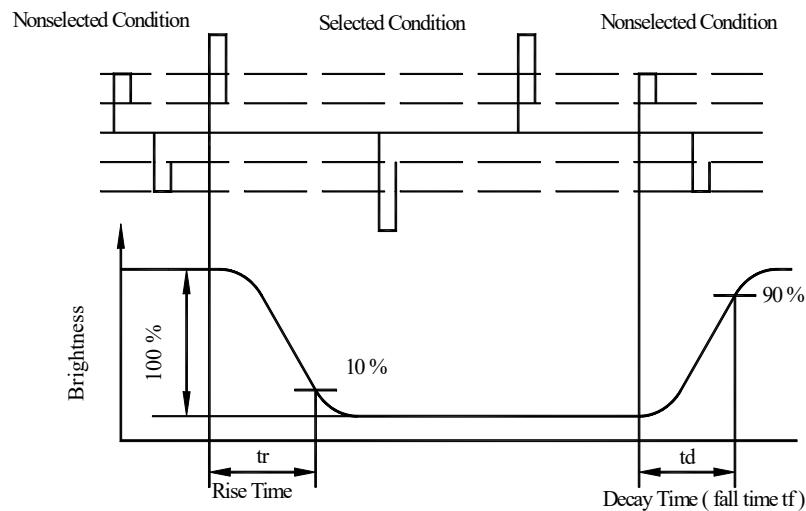 Nonselected Condition
Selected Condition
Nonselected Condition
Brightness
100 %
10 %
90 %
tr
Rise Time
td
Decay Time ( fall time tf )